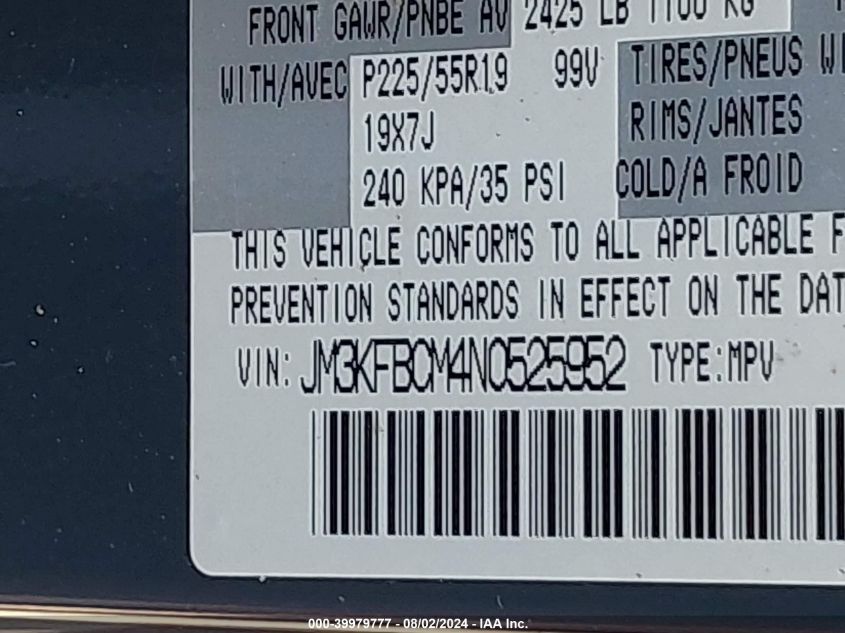 FRONT GAWR/PNBE AV 2425 LB 1100 KG
WITH/AVEC P225/55R19 99V TIRES/PNEUS WI
19X7J RIMS/JANTES
240 KPA/35 PSI COLD/A FROID
THIS VEHICLE CONFORMS TO ALL APPLICABLE F
PREVENTION STANDARDS IN EFFECT ON THE DAT
VIN: JM3KFBCM4N0525952 TYPE:MPV
000-39979777 - 08/02/2024 - IAA Inc.